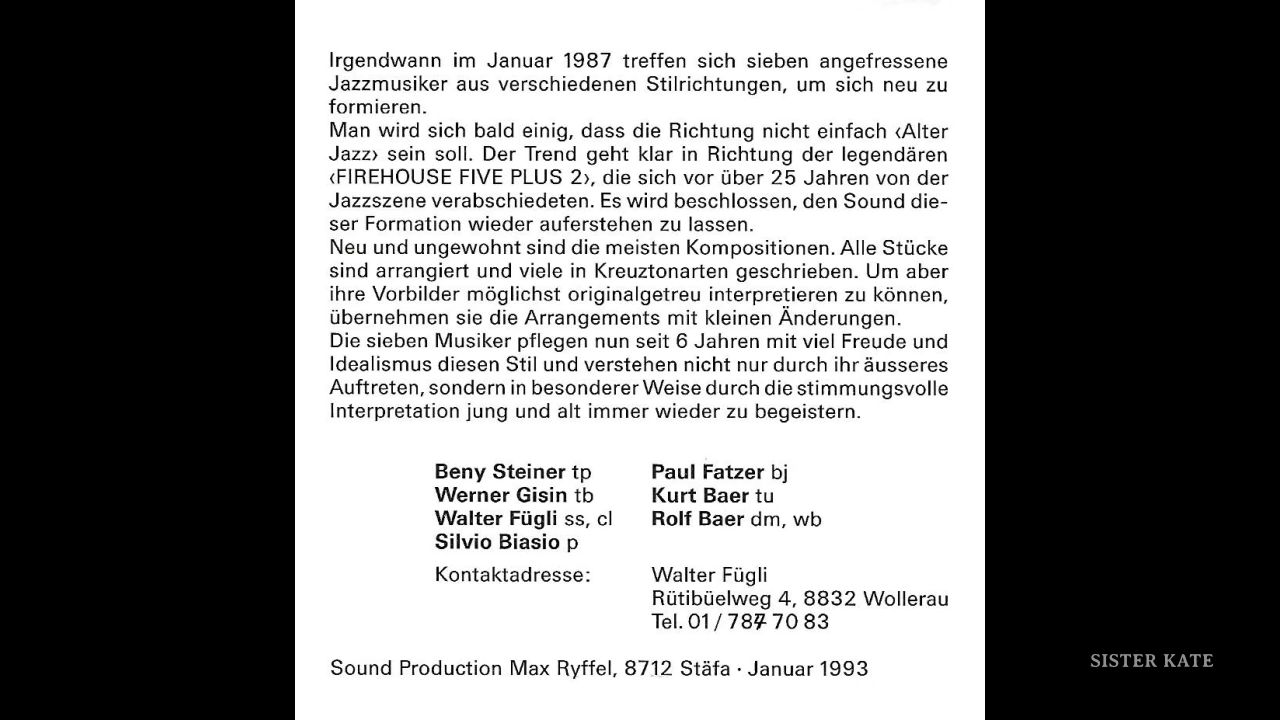 Irgendwann im Januar 1987 treffen sich sieben angefressene
Jazzmusiker aus verschiedenen Stilrichtungen, um sich neu zu
formieren.
Man wird sich bald einig, dass die Richtung nicht einfach ‹Alter
Jazz› sein soll. Der Trend geht klar in Richtung der legendären
‹FIREHOUSE FIVE PLUS 2›, die sich vor über 25 Jahren von der
Jazzszene verabschiedeten. Es wird beschlossen, den Sound die-
ser Formation wieder auferstehen zu lassen.
Neu und ungewohnt sind die meisten Kompositionen. Alle Stücke
sind arrangiert und viele in Kreuztonarten geschrieben. Um aber
ihre Vorbilder möglichst originalgetreu interpretieren zu können,
übernehmen sie die Arrangements mit kleinen Änderungen.
Die sieben Musiker pflegen nun seit 6 Jahren mit viel Freude und
Idealismus diesen Stil und verstehen nicht nur durch ihr äusseres
Auftreten, sondern in besonderer Weise durch die stimmungsvolle
Interpretation jung und alt immer wieder zu begeistern.
Beny Steiner tp
Werner Gisin tb
Walter Fügli ss, cl
Silvio Biasio p
Paul Fatzer bj
Kurt Baer tu
Rolf Baer dm, wb
Kontaktadresse: Walter Fügli
Rütibüelweg 4, 8832 Wollerau
Tel. 01 / 70 83
Sound Production Max Ryffel, 8712 Stäfa · Januar 1993
SISTER KATE